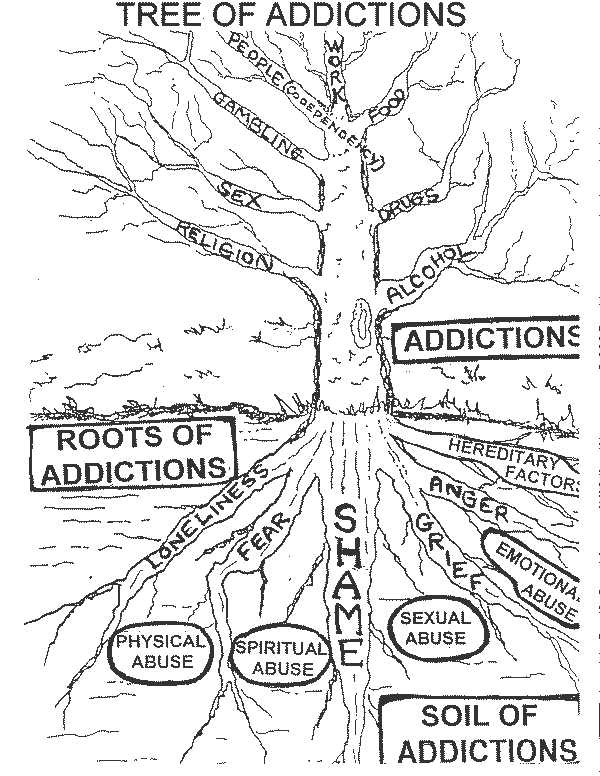 TREE OF ADDICTIONS
WORK
PEOPLE (CODEPENDENCY)
FOOD
GAMBLING
SEX
DRUGS
RELIGION
ALCOHOL
ADDICTIONS
ROOTS OF
ADDICTIONS
HEREDITARY
FACTORS
LONELINESS
FEAR
SHAME
ANGER
GRIEF
EMOTIONA
ABUSE
PHYSICAL
ABUSE
SPIRITUAL
ABUSE
SEXUAL
ABUSE
SOIL OF
ADDICTIONS